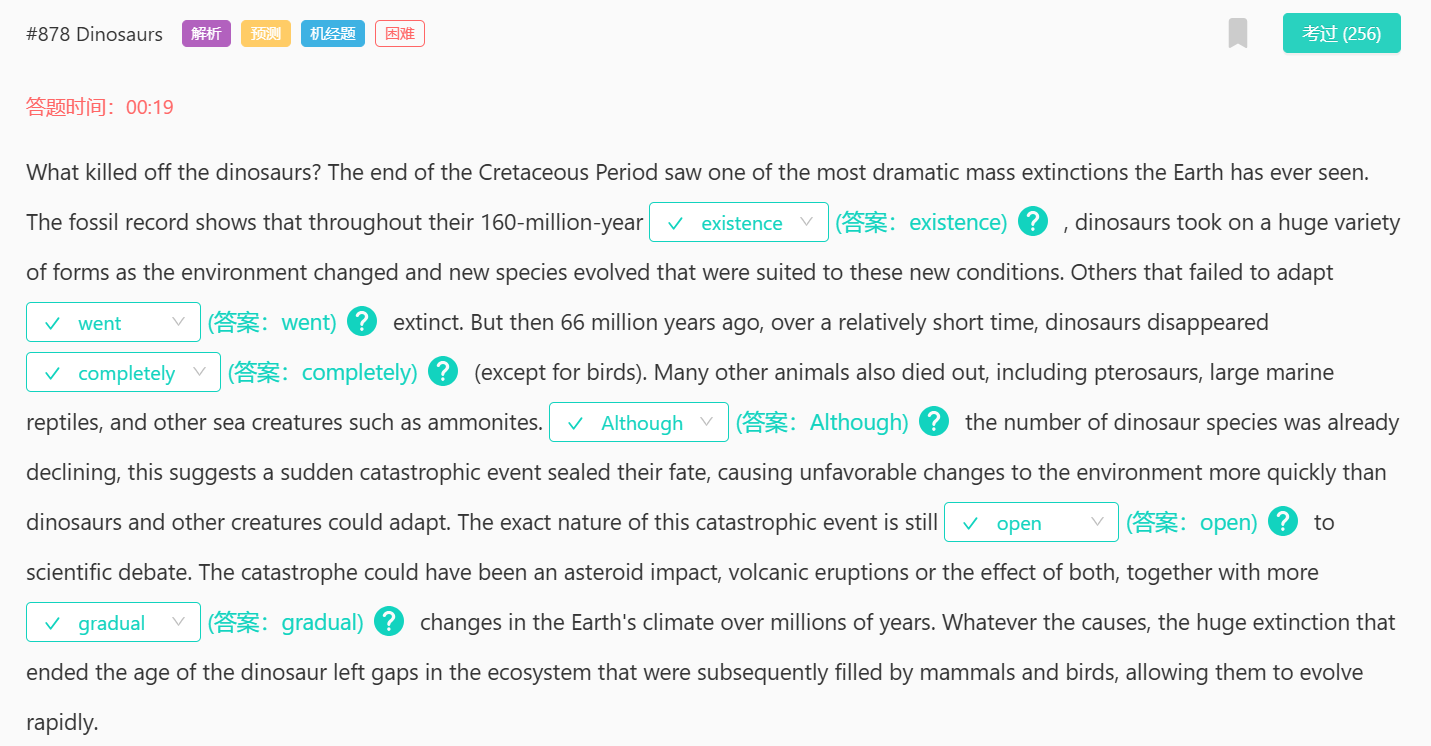 #878 Dinosaurs 解析 预测 机经题 困难 考过 (256)
答题时间：00:19
What killed off the dinosaurs? The end of the Cretaceous Period saw one of the most dramatic mass extinctions the Earth has ever seen.
The fossil record shows that throughout their 160-million-year existence (答案：existence) ? , dinosaurs took on a huge variety
of forms as the environment changed and new species evolved that were suited to these new conditions. Others that failed to adapt
went (答案：went) ? extinct. But then 66 million years ago, over a relatively short time, dinosaurs disappeared
completely (答案：completely) ? (except for birds). Many other animals also died out, including pterosaurs, large marine
reptiles, and other sea creatures such as ammonites. Although (答案：Although) ? the number of dinosaur species was already
declining, this suggests a sudden catastrophic event sealed their fate, causing unfavorable changes to the environment more quickly than
dinosaurs and other creatures could adapt. The exact nature of this catastrophic event is still open (答案：open) ? to
scientific debate. The catastrophe could have been an asteroid impact, volcanic eruptions or the effect of both, together with more
gradual (答案：gradual) ? changes in the Earth's climate over millions of years. Whatever the causes, the huge extinction that
ended the age of the dinosaur left gaps in the ecosystem that were subsequently filled by mammals and birds, allowing them to evolve
rapidly.